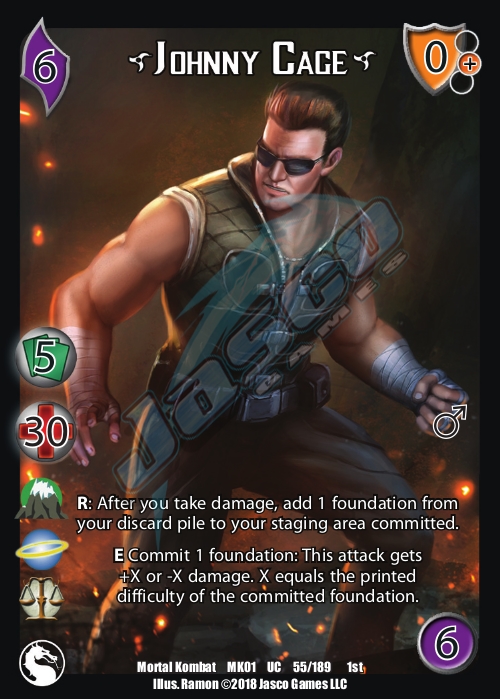 6
JOHNNY CAGE
0
+
5
30
JASCO
GAMES
R: After you take damage, add 1 foundation from
your discard pile to your staging area committed.
E Commit 1 foundation: This attack gets
+X or -X damage. X equals the printed
difficulty of the committed foundation.
6
Mortal Kombat MK01 UC 55/189 1st
Illus. Ramon ©2018 Jasco Games LLC